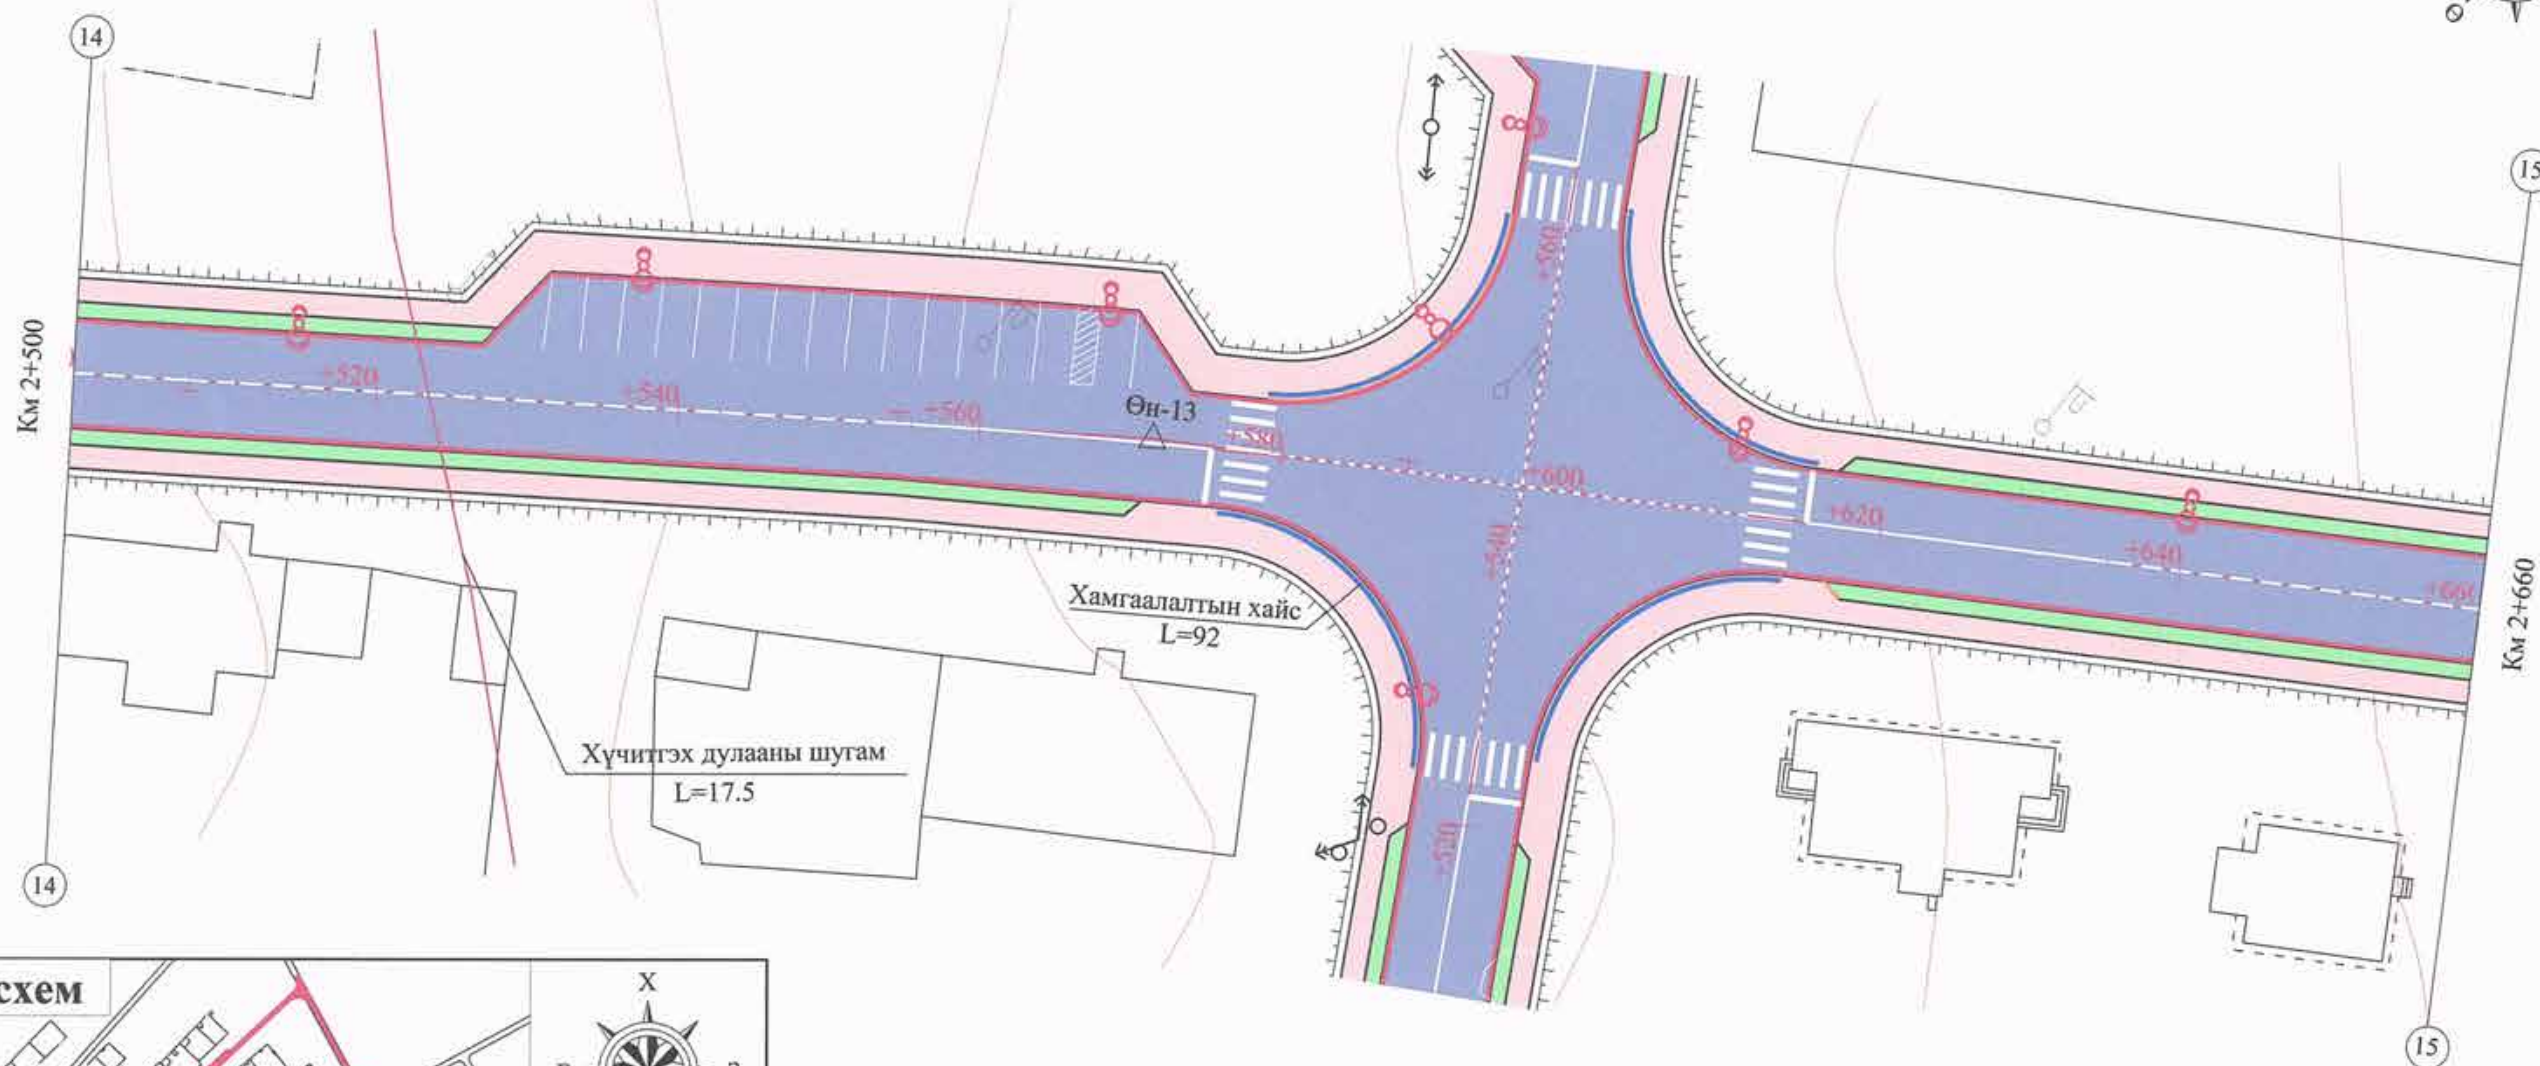 14
15
Км 2+500
+520
+540
+560
Өн-13
+580
+560
+600
+540
+620
+640
+660
Км 2+660
Хамгаалалтын хайс
L=92
Хүчитгэх дулааны шугам
L=17.5
+520
14
15
схем
X